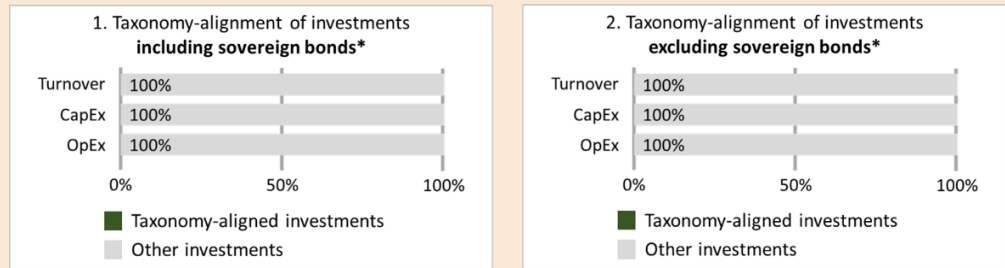 1. Taxonomy-alignment of investments
including sovereign bonds*
Turnover 100%
CapEx 100%
OpEx 100%
0% 50% 100%
Taxonomy-aligned investments
Other investments
2. Taxonomy-alignment of investments
excluding sovereign bonds*
Turnover 100%
CapEx 100%
OpEx 100%
0% 50% 100%
Taxonomy-aligned investments
Other investments